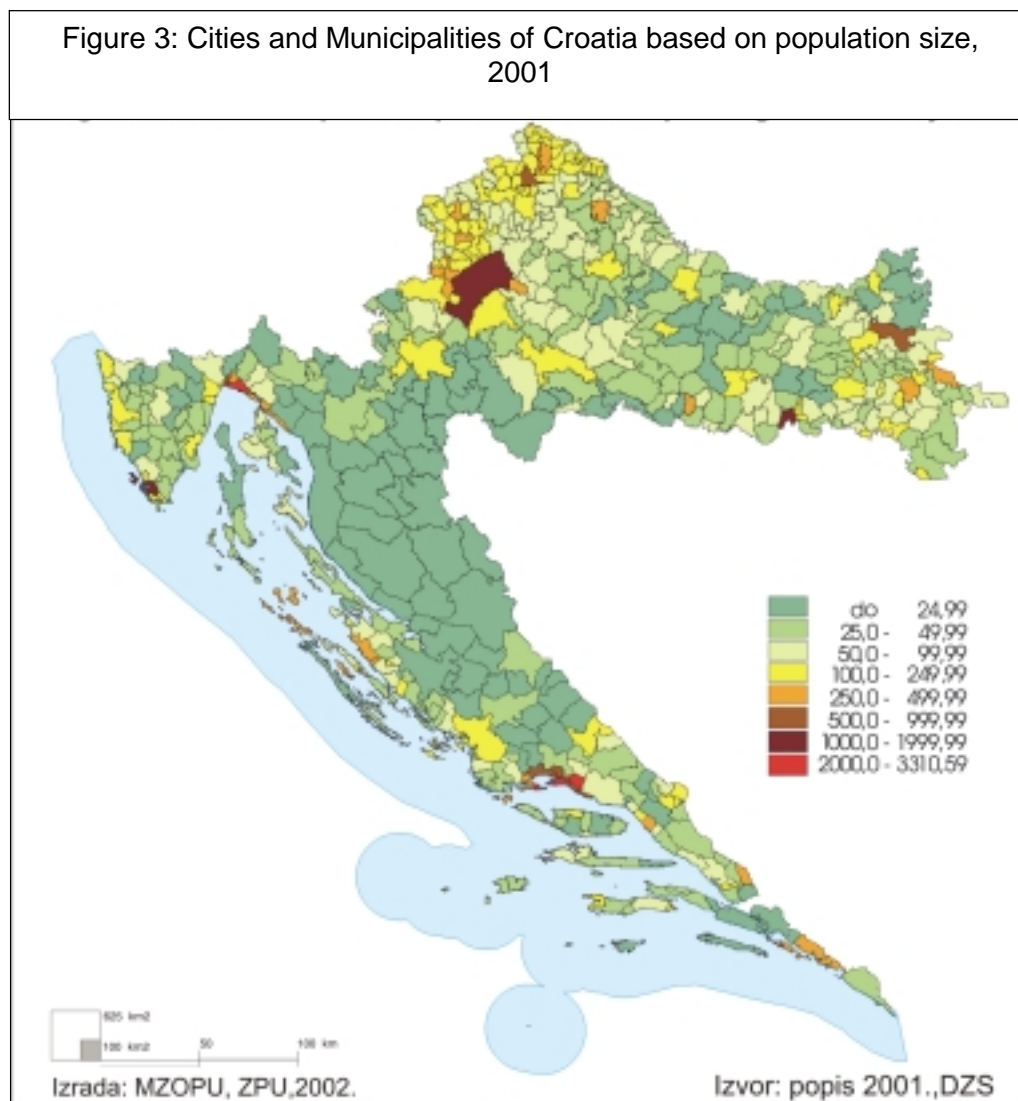 Figure 3: Cities and Municipalities of Croatia based on population size,
2001
do 24,99
25,0 - 49,99
50,0 - 99,99
100,0 - 249,99
250,0 - 499,99
500,0 - 999,99
1000,0 - 1999,99
2000,0 - 3310,59
625 km2
100 km2
50
100 km
Izrada: MZOPU, ZPU,2002.
Izvor: popis 2001.,DZS